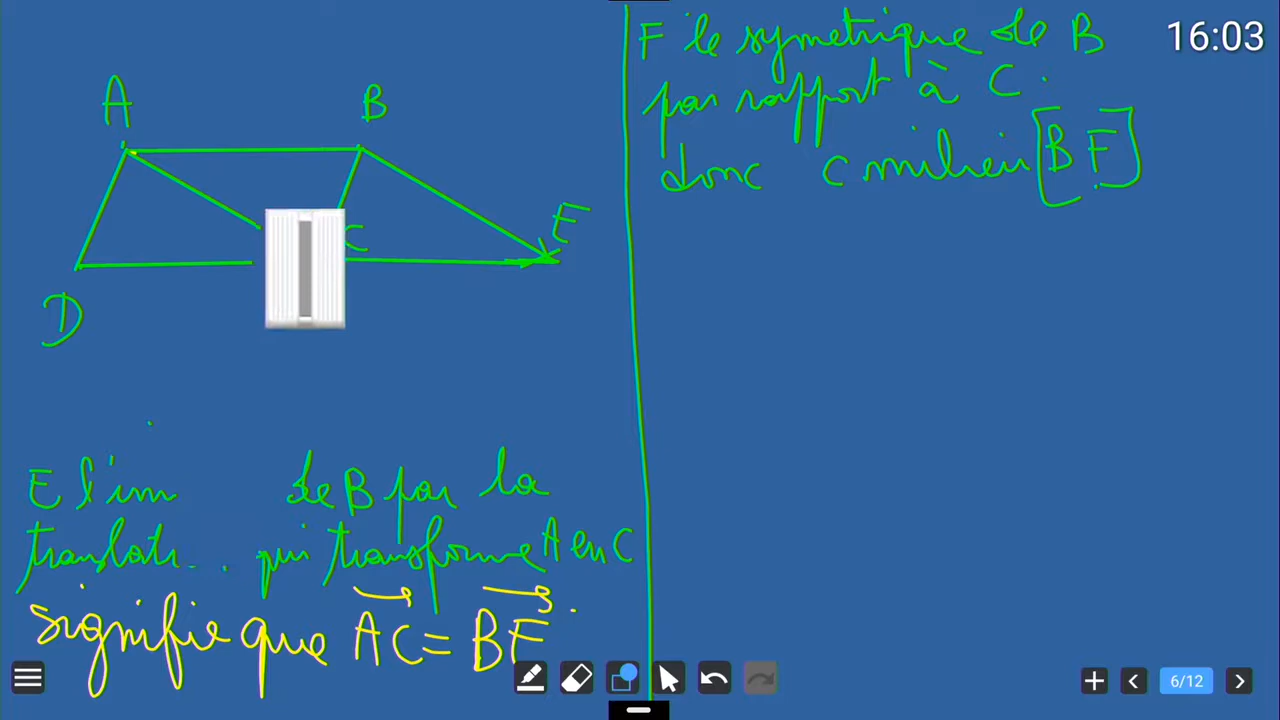 A
B
C
E
D
E l'im de B par la
translat... qui transforme A en C
signifie que AC = BE
F le symetrique de B
par rapport à C.
donc C milieu [BF]
16:03
6/12